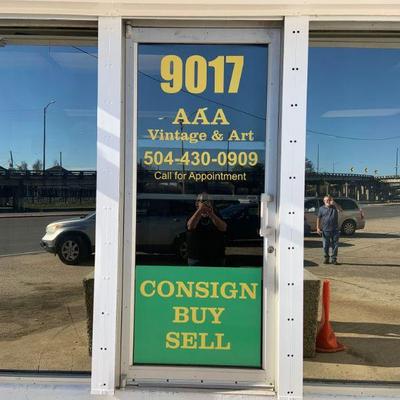 9017
AAA
Vintage & Art
504-430-0909
Call for Appointment
CONSIGN
BUY
SELL